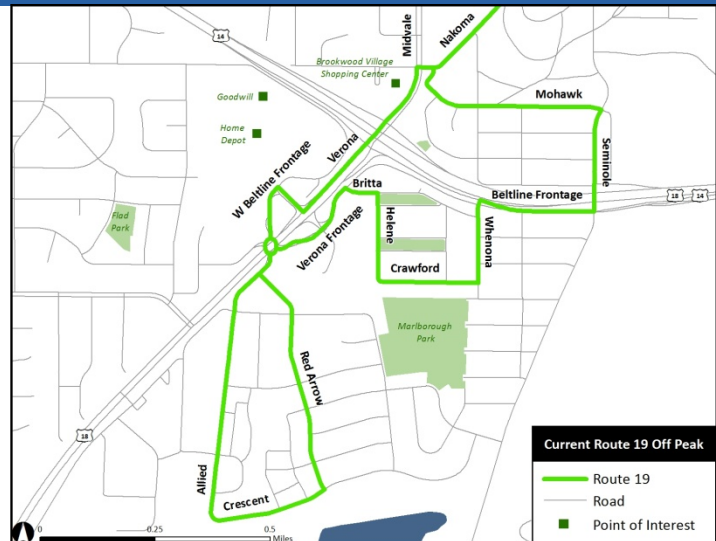 14
Midvale
Nakoma
Brookwood Village
Shopping Center
Goodwill
Mohawk
Home
Depot
Verona
Seminole
W Beltline Frontage
Britta
Beltline Frontage
18
14
Flad
Park
Helene
Whenona
Verona Frontage
Crawford
Marlborough
Park
Red Arrow
18
Allied
Crescent
Current Route 19 Off Peak
Route 19
Road
Point of Interest
0
0.25
0.5
Miles